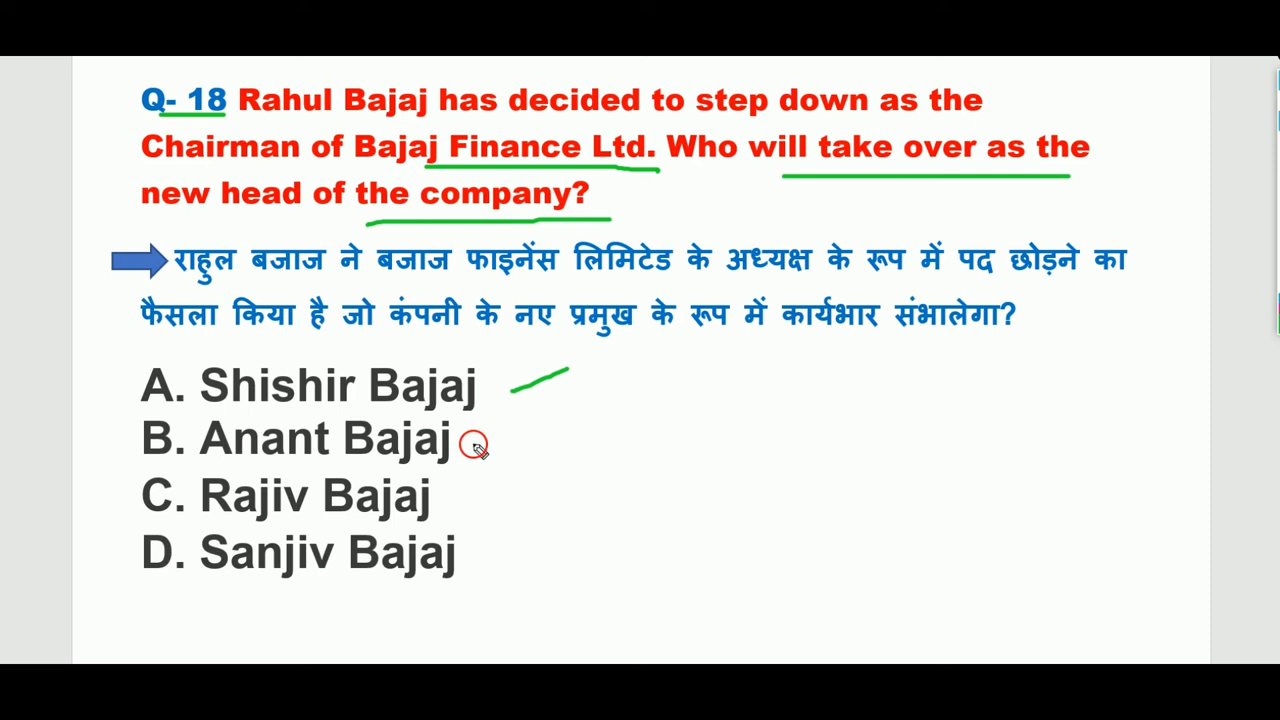 Q- 18 Rahul Bajaj has decided to step down as the
Chairman of Bajaj Finance Ltd. Who will take over as the
new head of the company?
राहुल बजाज ने बजाज फाइनेंस लिमिटेड के अध्यक्ष के रूप में पद छोड़ने का
फैसला किया है जो कंपनी के नए प्रमुख के रूप में कार्यभार संभालेगा?
A. Shishir Bajaj
B. Anant Bajaj
C. Rajiv Bajaj
D. Sanjiv Bajaj